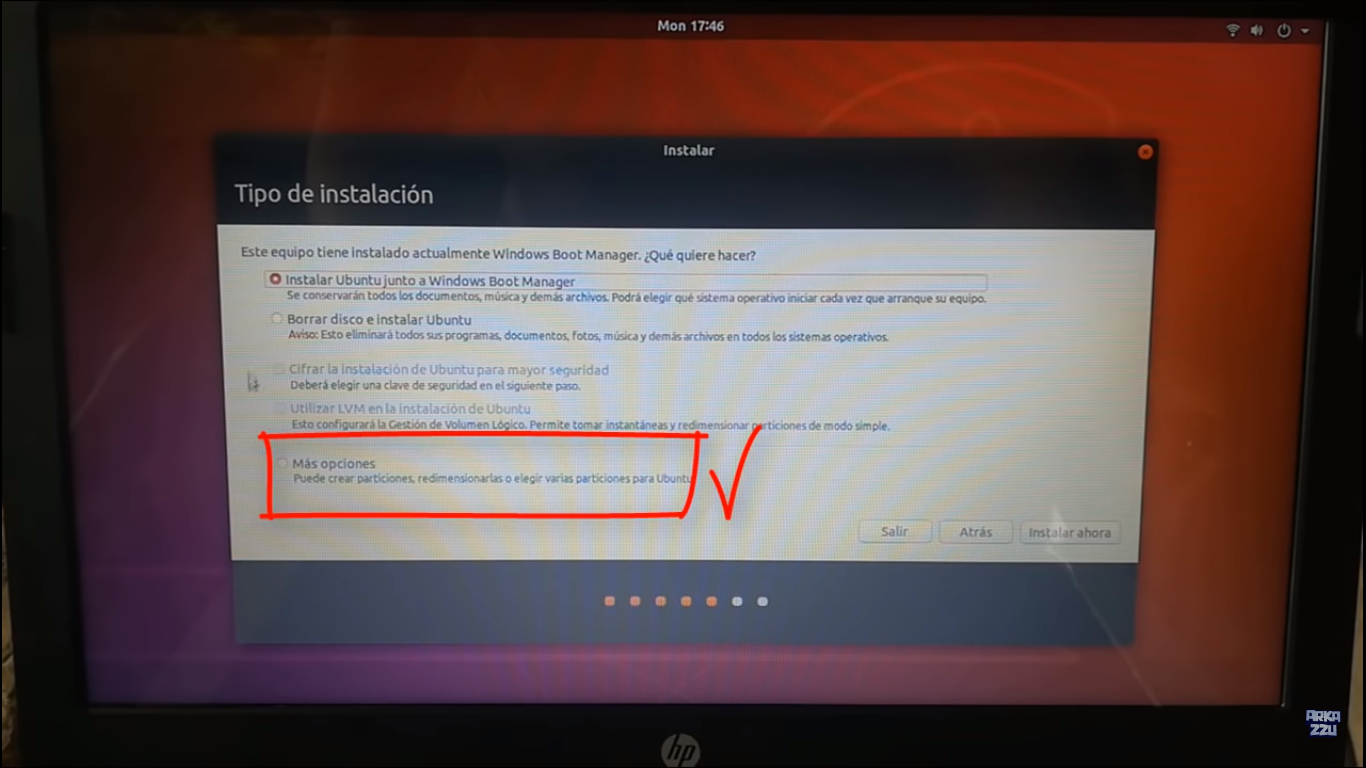 Mon 17:46
Instalar
Tipo de instalación
Este equipo tiene instalado actualmente Windows Boot Manager. ¿Qué quiere hacer?
Instalar Ubuntu junto a Windows Boot Manager
Se conservarán todos los documentos, música y demás archivos. Podrá elegir qué sistema operativo iniciar cada vez que arranque su equipo.
Borrar disco e instalar Ubuntu
Aviso: Esto eliminará todos sus programas, documentos, fotos, música y demás archivos en todos los sistemas operativos.
Cifrar la instalación de Ubuntu para mayor seguridad
Deberá elegir una clave de seguridad en el siguiente paso.
Utilizar LVM en la instalación de Ubuntu
Esto configurará la Gestión de Volumen Lógico. Permite tomar instantáneas y redimensionar particiones de modo simple.
Más opciones
Puede crear particiones, redimensionarlas o elegir varias particiones para Ubuntu
Salir
Atrás
Instalar ahora
hp
ARKA
ZZU